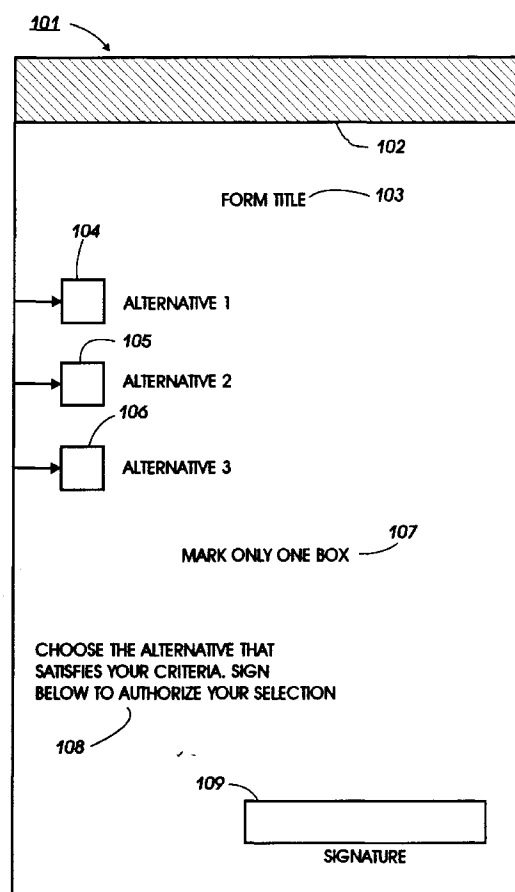 101
102
FORM TITLE 103
104
ALTERNATIVE 1
105
ALTERNATIVE 2
106
ALTERNATIVE 3
107
MARK ONLY ONE BOX
CHOOSE THE ALTERNATIVE THAT
SATISFIES YOUR CRITERIA. SIGN
BELOW TO AUTHORIZE YOUR SELECTION
108
109
SIGNATURE